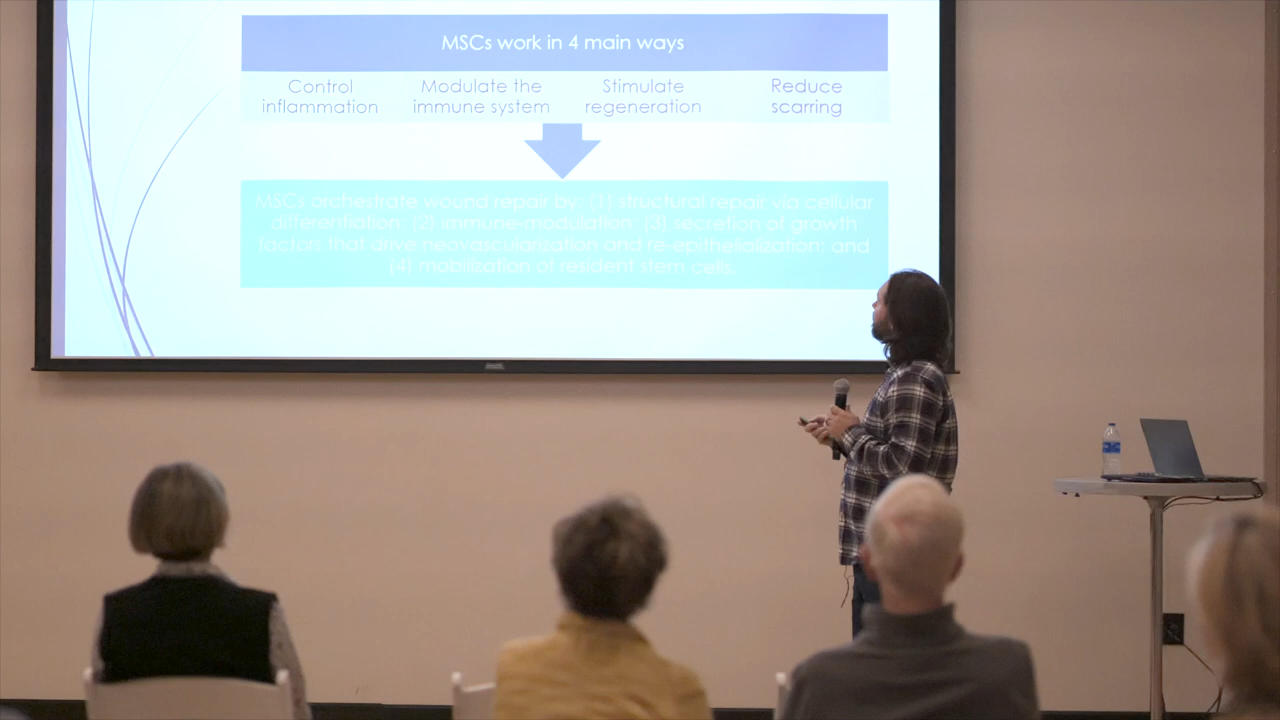 MSCs work in 4 main ways
Control
inflammation
Modulate the
immune system
Stimulate
regeneration
Reduce
scarring
MSCs orchestrate wound repair by: (1) structural repair via cellular
differentiation; (2) immune-modulation; (3) secretion of growth
factors that drive neovascularization and re-epithelialization; and
(4) mobilization of resident stem cells.